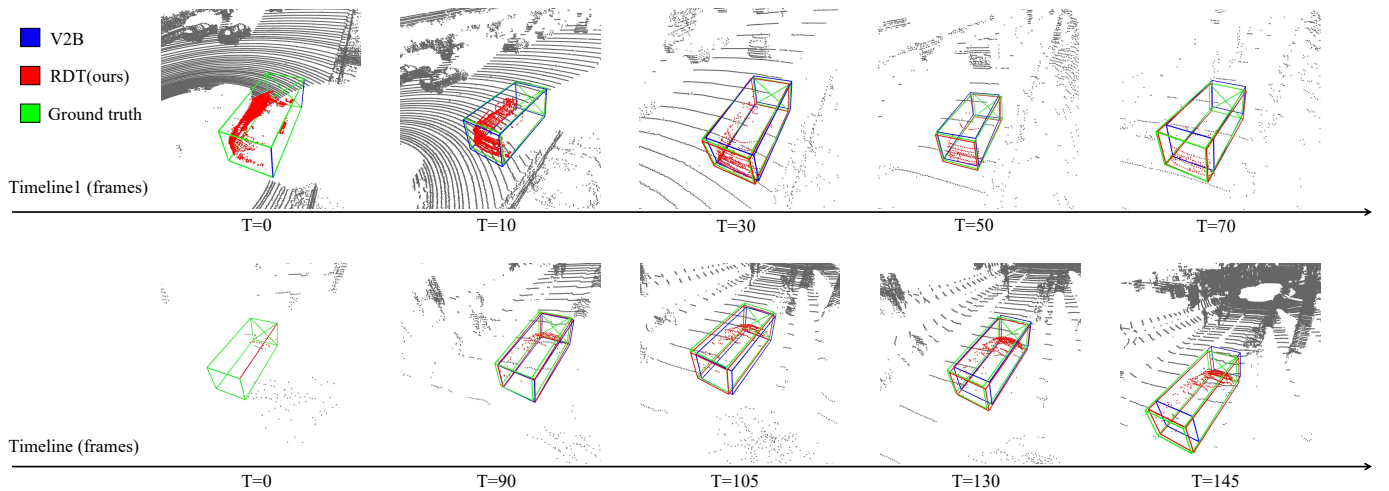 V2B
RDT(ours)
Ground truth
Timeline1 (frames)
T=0 T=10 T=30 T=50 T=70
Timeline (frames)
T=0 T=90 T=105 T=130 T=145